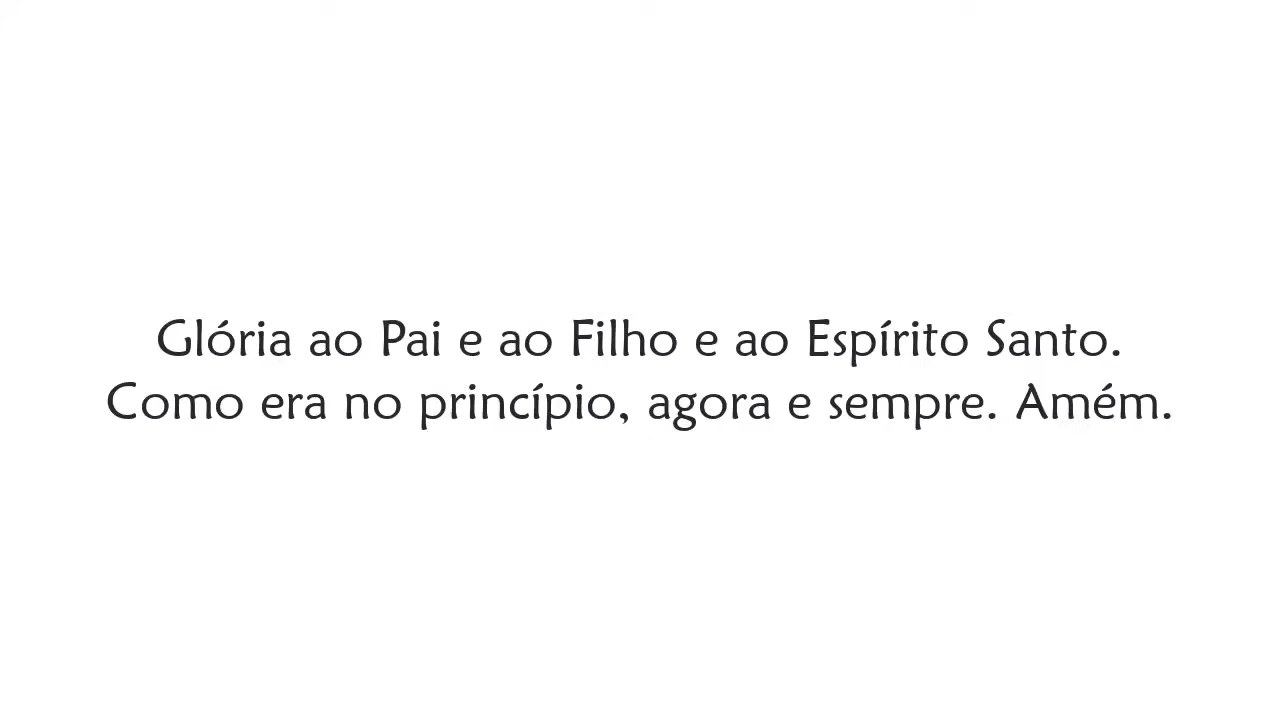 Glória ao Pai e ao Filho e ao Espírito Santo.
Como era no princípio, agora e sempre. Amém.